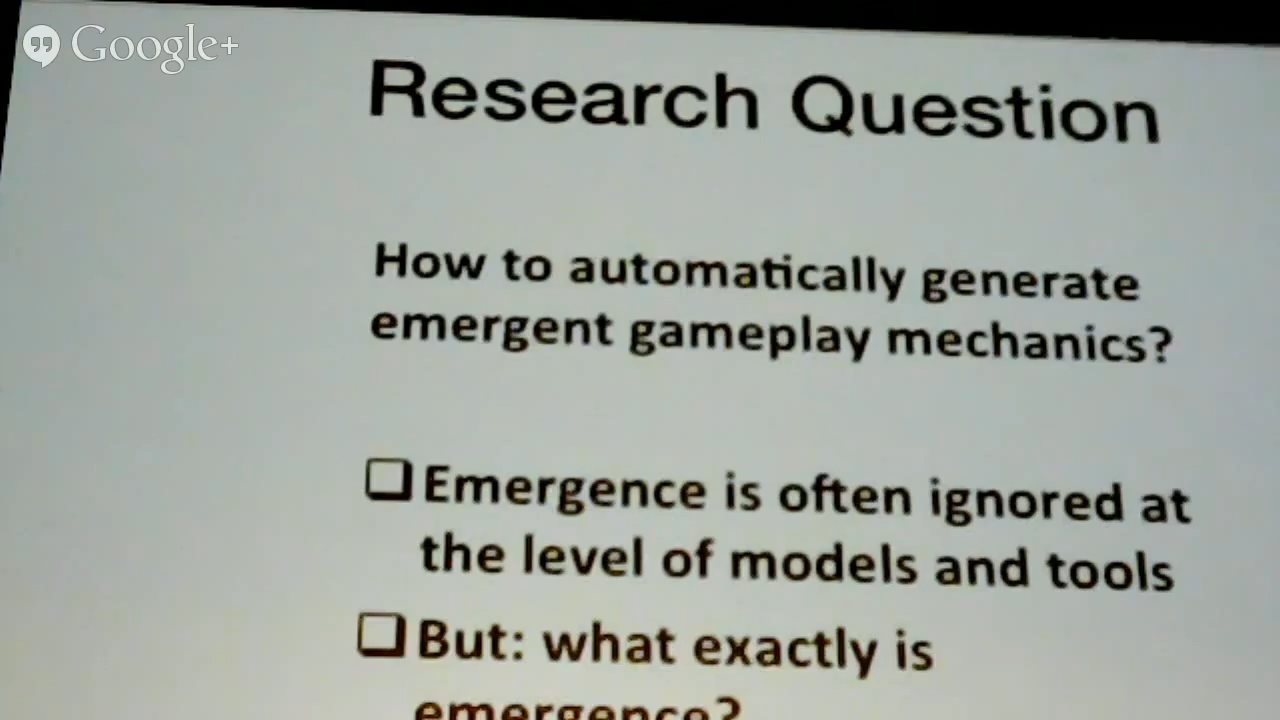 Google+
Research Question
How to automatically generate
emergent gameplay mechanics?
Emergence is often ignored at
the level of models and tools
But: what exactly is
emergence?